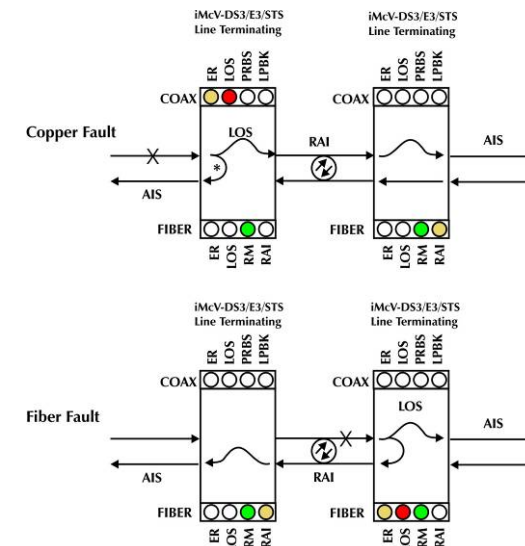 iMcV-DS3/E3/STS
Line Terminating
iMcV-DS3/E3/STS
Line Terminating
ER
LOS
PRBS
LPBK
ER
LOS
PRBS
LPBK
COAX
COAX
Copper Fault
LOS
RAI
AIS
*
AIS
FIBER
FIBER
ER
LOS
RM
RAI
ER
LOS
RM
RAI
iMcV-DS3/E3/STS
Line Terminating
iMcV-DS3/E3/STS
Line Terminating
ER
LOS
PRBS
LPBK
ER
LOS
PRBS
LPBK
COAX
COAX
Fiber Fault
LOS
AIS
AIS
RAI
FIBER
FIBER
ER
LOS
RM
RAI
ER
LOS
RM
RAI